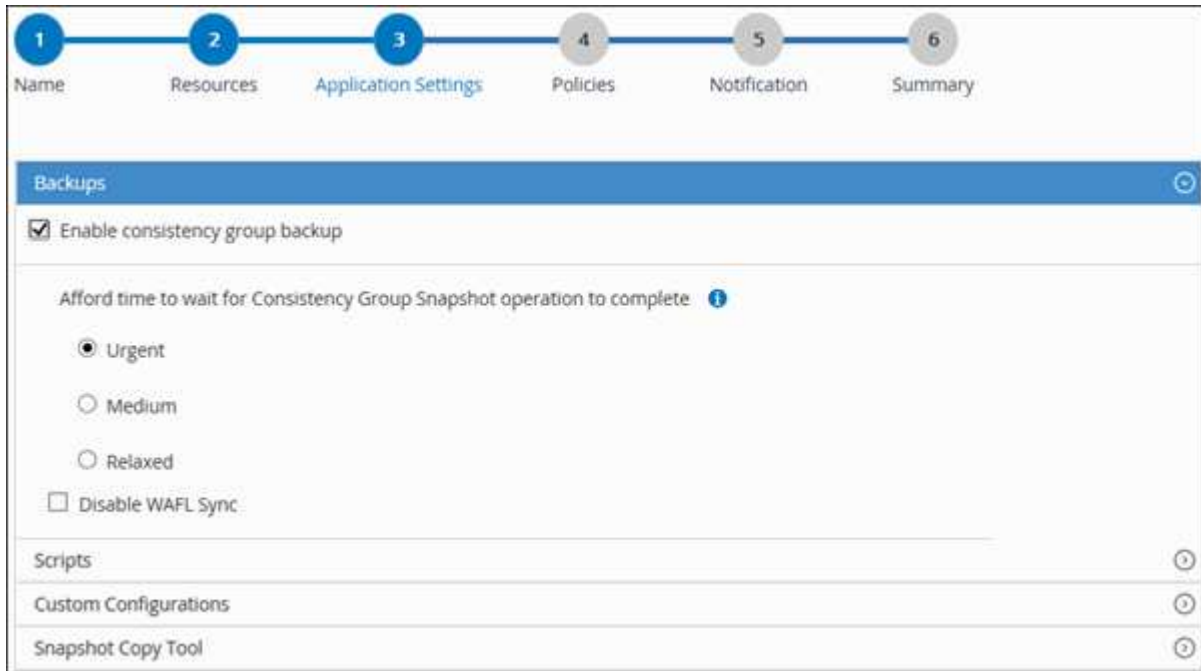 1 2 3 4 5 6
Name Resources Application Settings Policies Notification Summary
Backups
Enable consistency group backup
Afford time to wait for Consistency Group Snapshot operation to complete i
Urgent
Medium
Relaxed
Disable WAFL Sync
Scripts
Custom Configurations
Snapshot Copy Tool